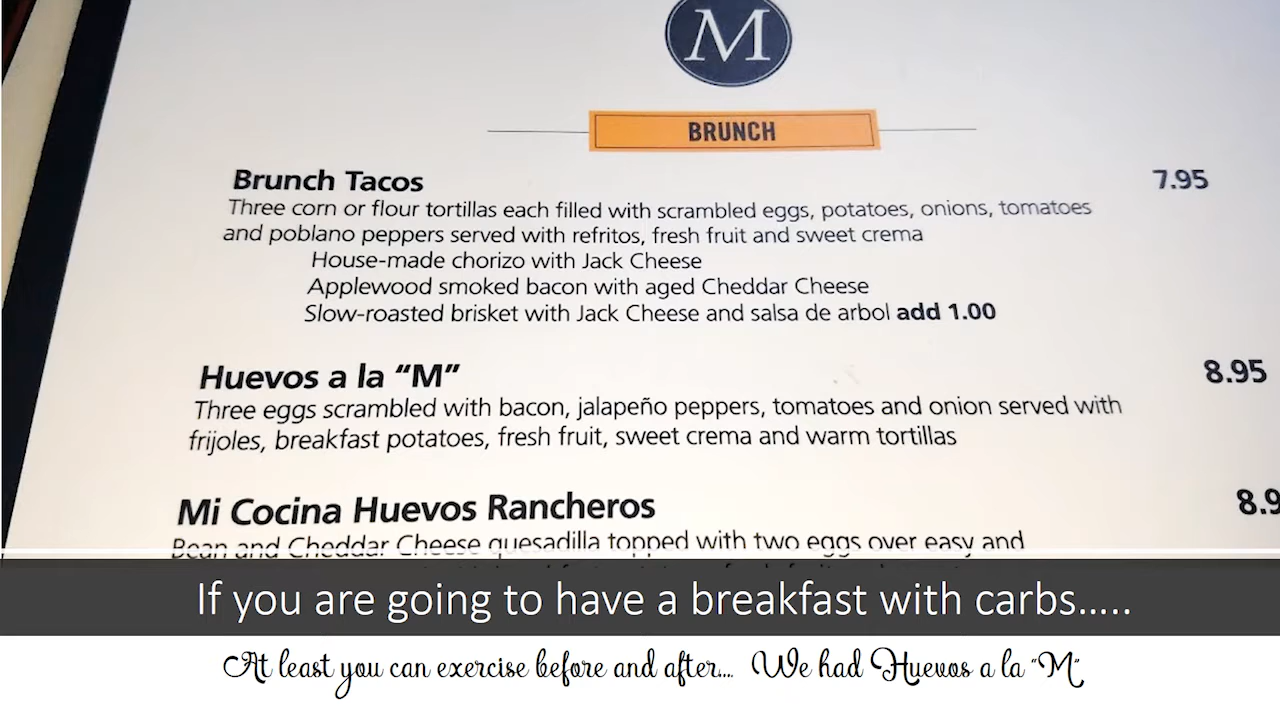 M
BRUNCH
Brunch Tacos 7.95
Three corn or flour tortillas each filled with scrambled eggs, potatoes, onions, tomatoes
and poblano peppers served with refritos, fresh fruit and sweet crema
House-made chorizo with Jack Cheese
Applewood smoked bacon with aged Cheddar Cheese
Slow-roasted brisket with Jack Cheese and salsa de arbol add 1.00
Huevos a la “M” 8.95
Three eggs scrambled with bacon, jalapeño peppers, tomatoes and onion served with
frijoles, breakfast potatoes, fresh fruit, sweet crema and warm tortillas
Mi Cocina Huevos Rancheros 8.9
Bean and Cheddar Cheese quesadilla topped with two eggs over easy and
If you are going to have a breakfast with carbs.....
At least you can exercise before and after... We had Huevos a la “M”